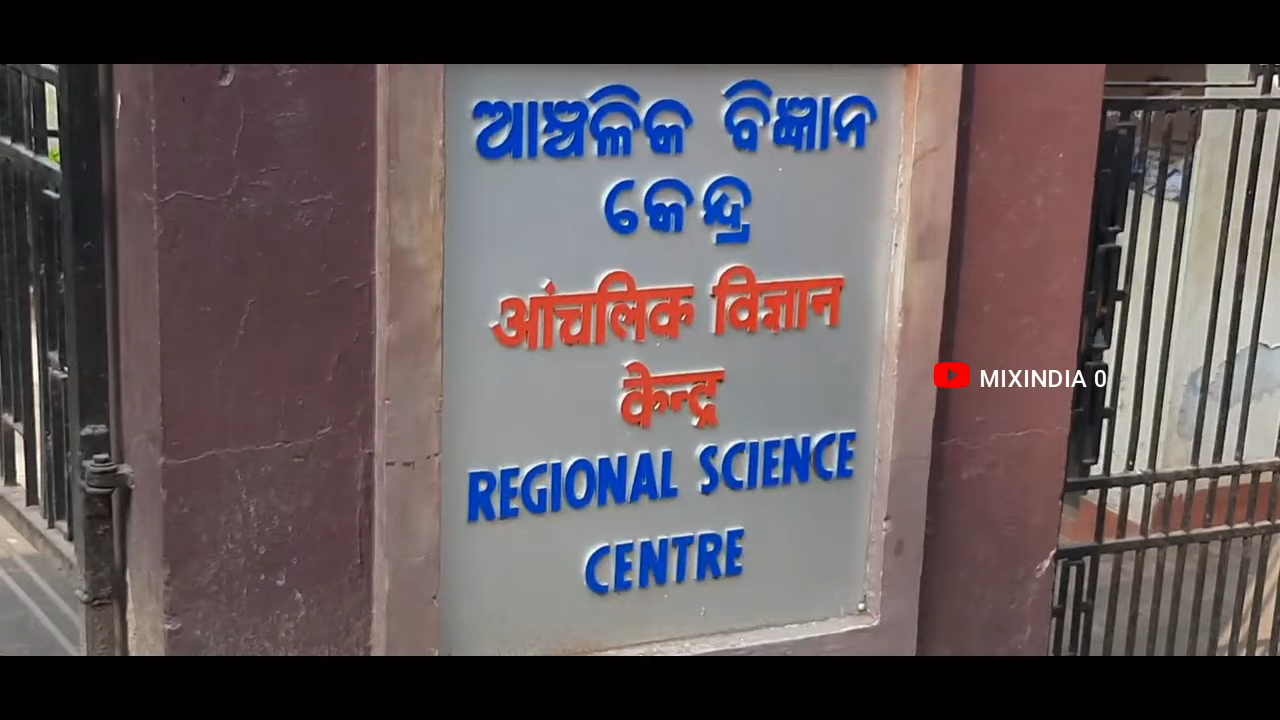 ଆଞ୍ଚଳିକ ବିଜ୍ଞାନ
କେନ୍ଦ୍ର
आंचलिक विज्ञान
केन्द्र
REGIONAL SCIENCE
CENTRE
MIXINDIA 0